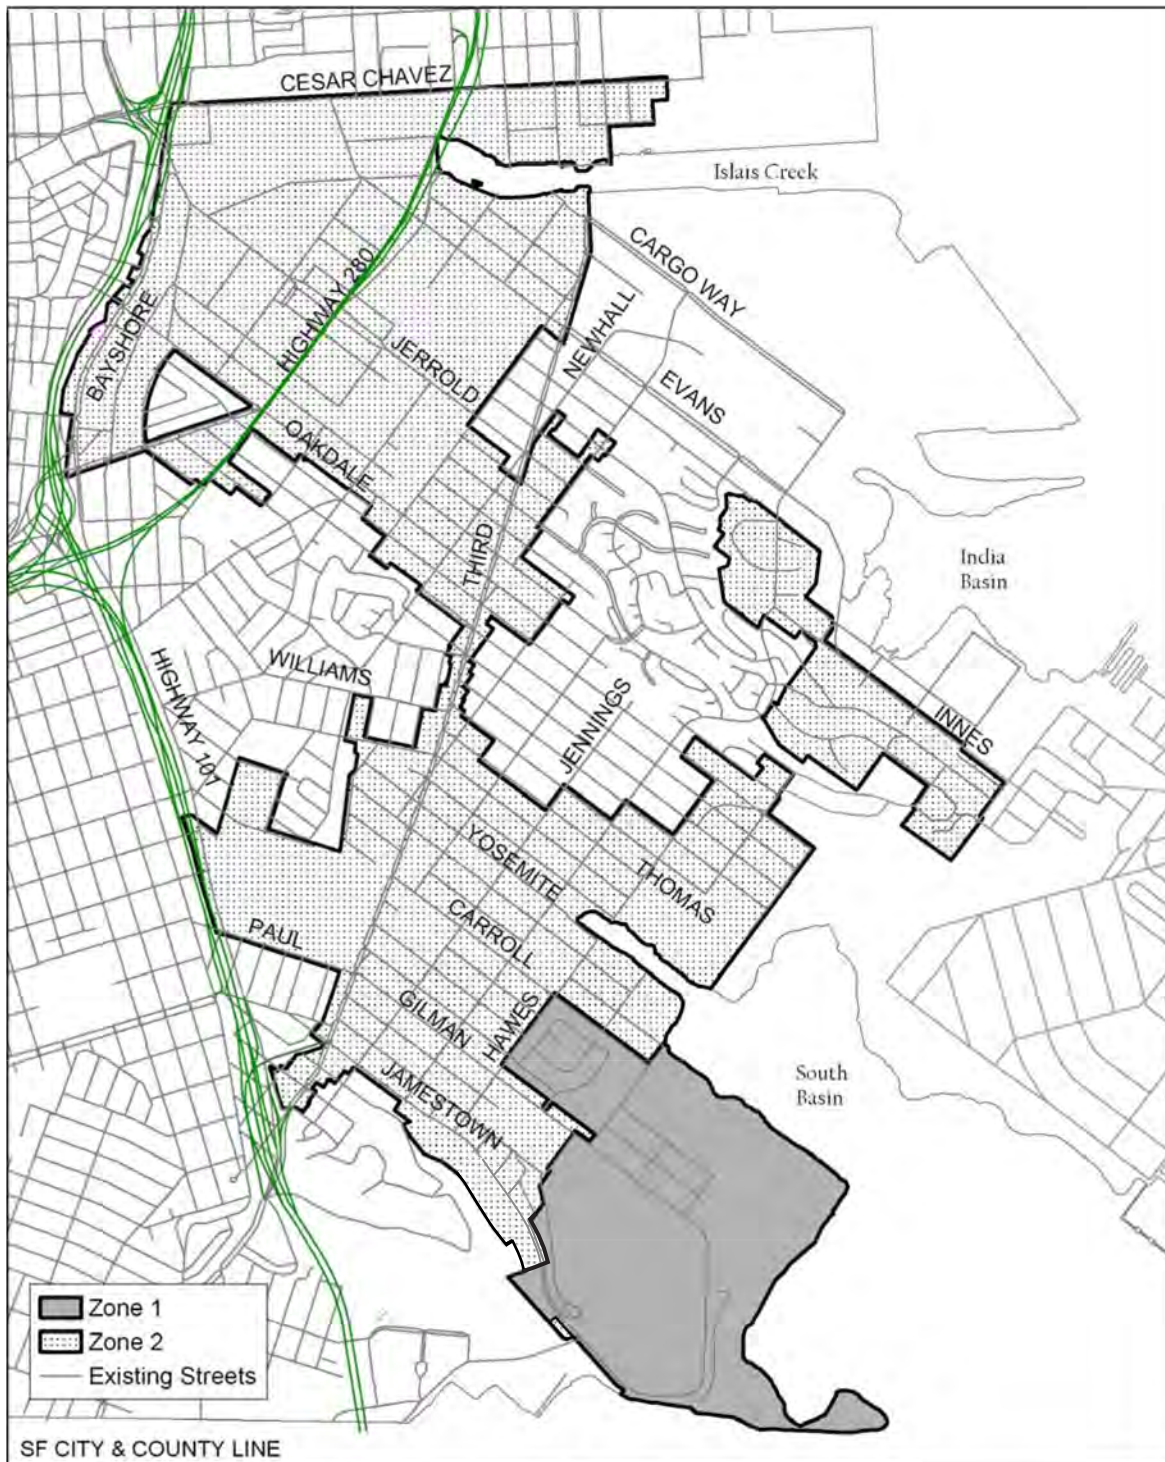 CESAR CHAVEZ
Islais Creek
CARGO WAY
HIGHWAY 280
NEWHALL
BAYSHORE
JERROLD
EVANS
OAKDALE
THIRD
India
Basin
WILLIAMS
HIGHWAY 101
JENNINGS
INNES
YOSEMITE
THOMAS
CARROLL
PAUL
GILMAN
HAWES
JAMESTOWN
South
Basin
Zone 1
Zone 2
Existing Streets
SF CITY & COUNTY LINE